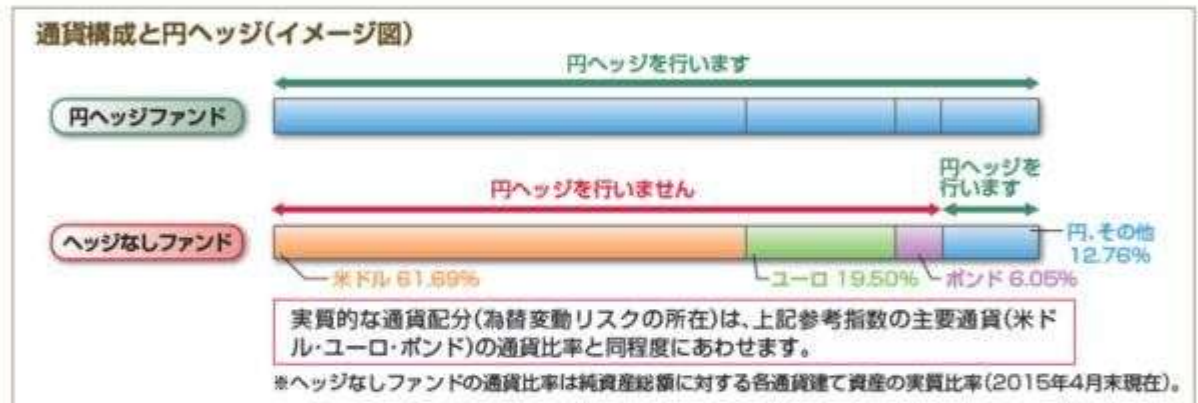 通貨構成と円ヘッジ(イメージ図)
円ヘッジを行います
円ヘッジファンド
円ヘッジを行いません
円ヘッジを
行います
ヘッジなしファンド
円、その他
12.76%
米ドル 61.69%
ユーロ 19.50%
ポンド 6.05%
実質的な通貨配分(為替変動リスクの所在)は、上記参考指数の主要通貨(米ド
ル・ユーロ・ポンド)の通貨比率と同程度にあわせます。
※ヘッジなしファンドの通貨比率は純資産総額に対する各通貨建て資産の実質比率(2015年4月末現在)。